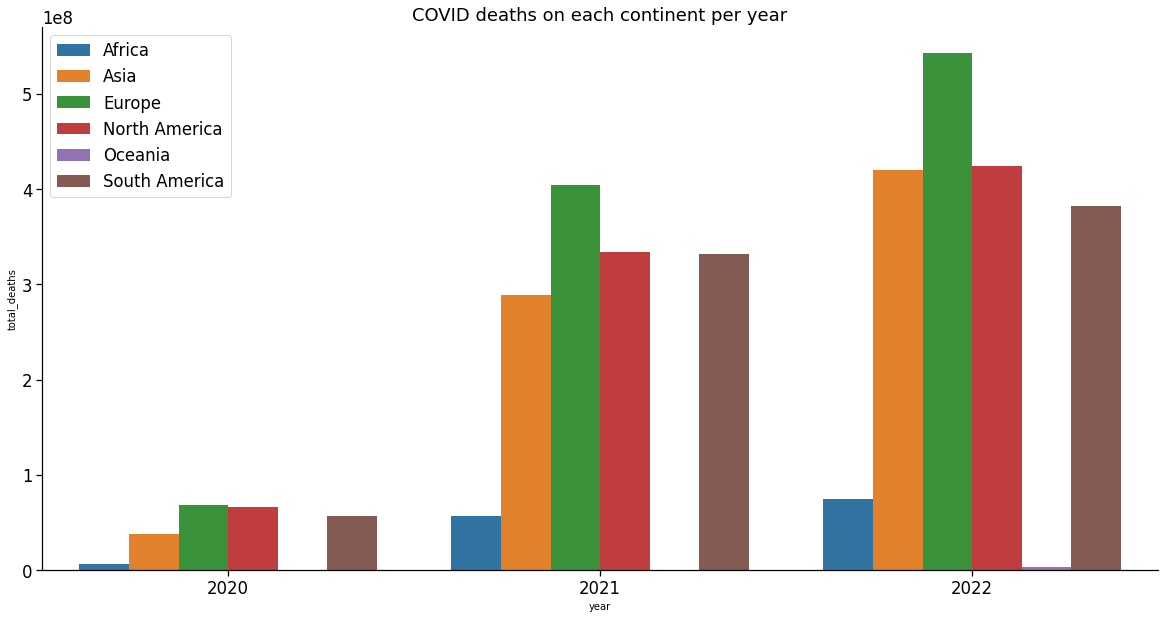 COVID deaths on each continent per year
1e8
Africa
Asia
Europe
North America
Oceania
South America
5
4
3
2
1
0
total_deaths
2020 2021 2022
year